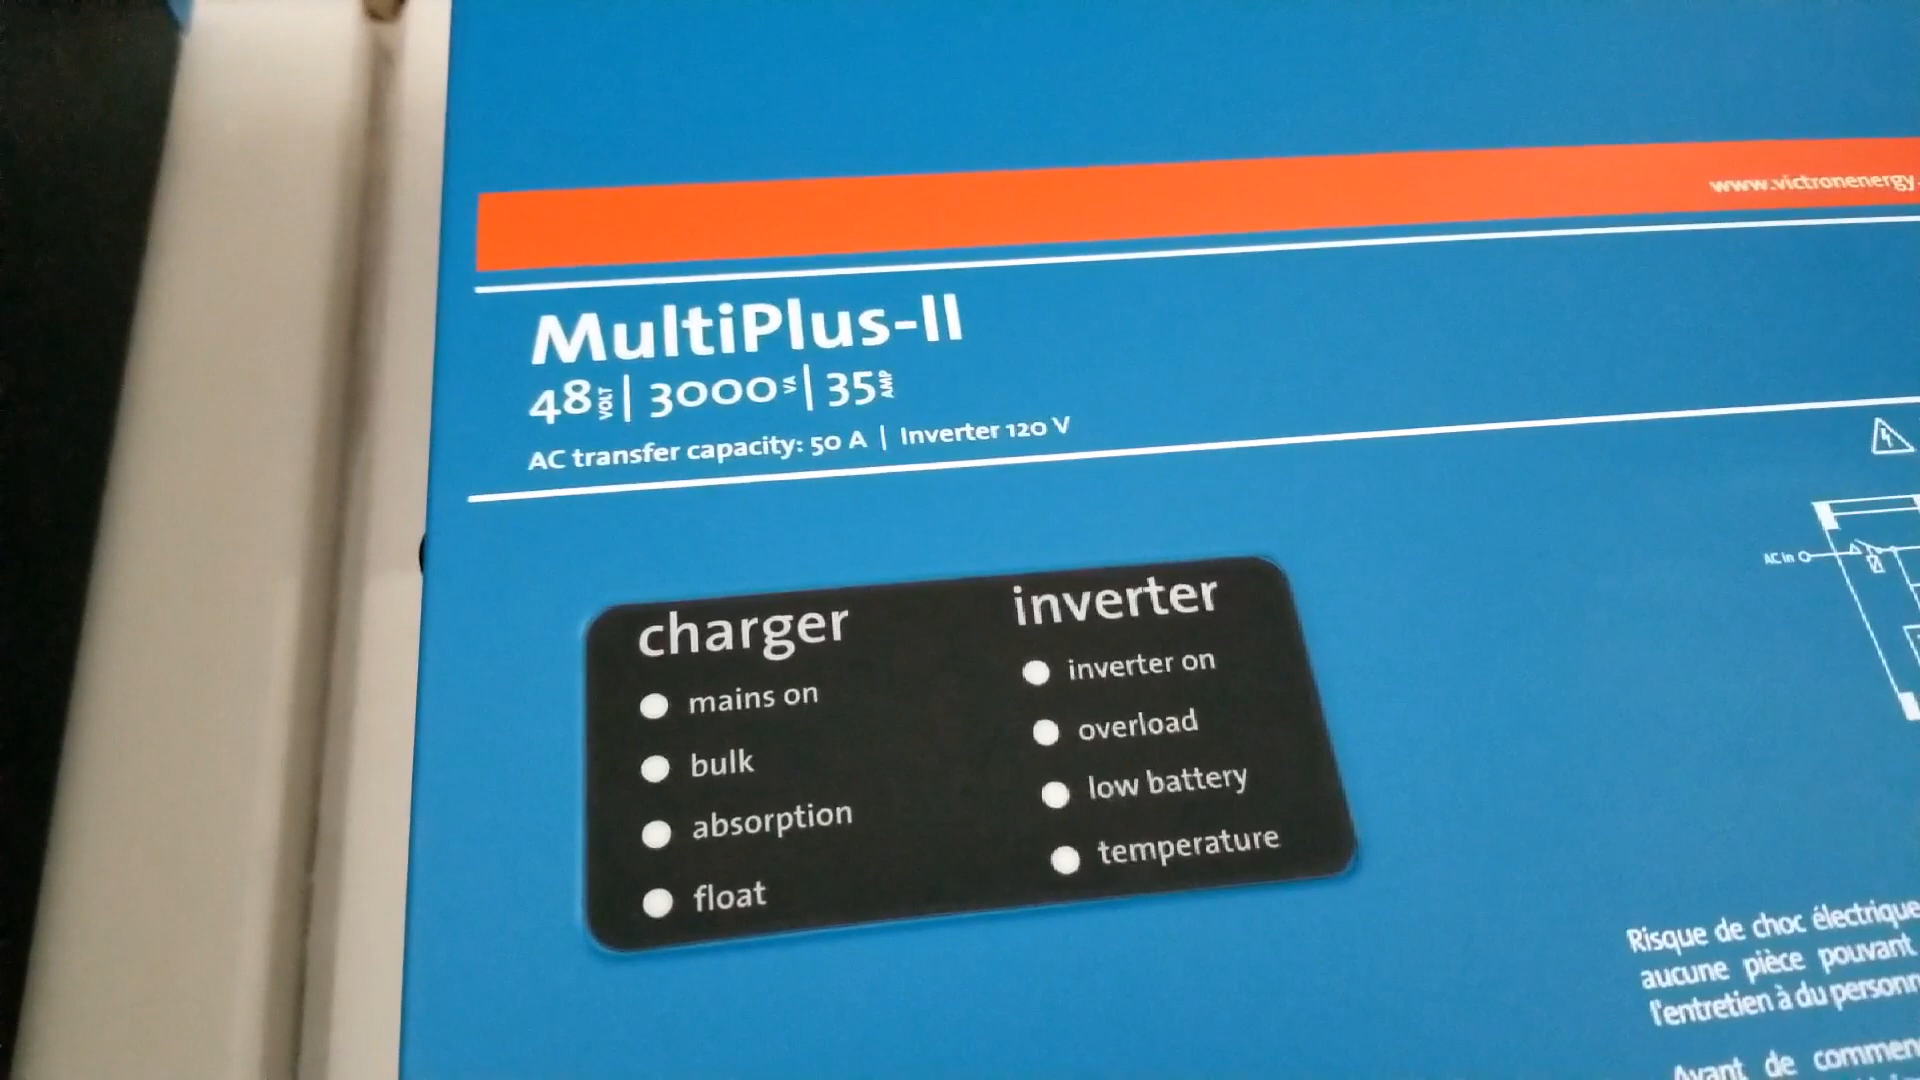 www.victronenergy.
MultiPlus-II
48 VOLT | 3000 VA | 35 AMP
AC transfer capacity: 50 A | Inverter 120 V
charger
mains on
bulk
absorption
float
inverter
inverter on
overload
low battery
temperature
AC in
Risque de choc électrique
aucune pièce pouvant
l'entretien à du personn
Avant de commen